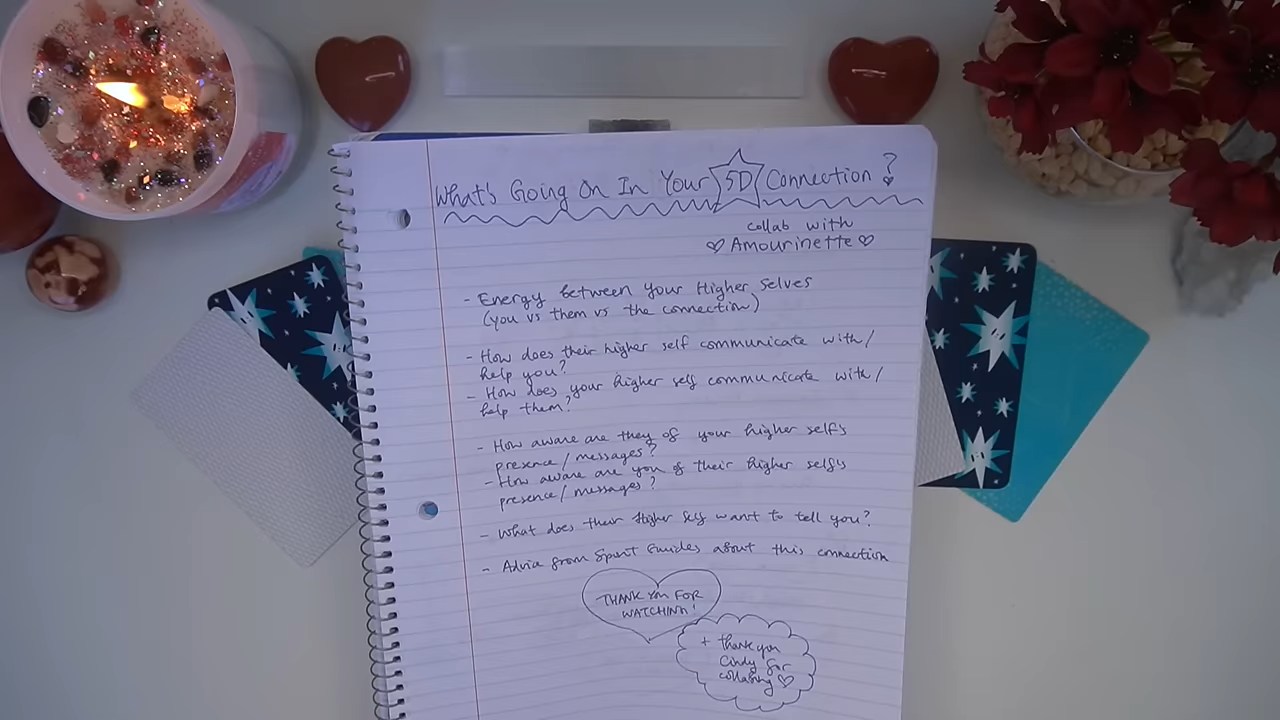 What's Going On In Your 5D Connection?
collab with
♡ Amourinette ♡
- Energy between your Higher Selves
(you vs them vs the connection)
- How does their higher self communicate with/
help you?
- How does your higher self communicate with/
help them?
- How aware are they of your higher self's
presence/messages?
- How aware are you of their higher self's
presence/messages?
- What does their Higher Self want to tell you?
- Advice from Spirit Guides about this connection
THANK YOU FOR
WATCHING!
+ thank you
Cindy for
collabing ♡